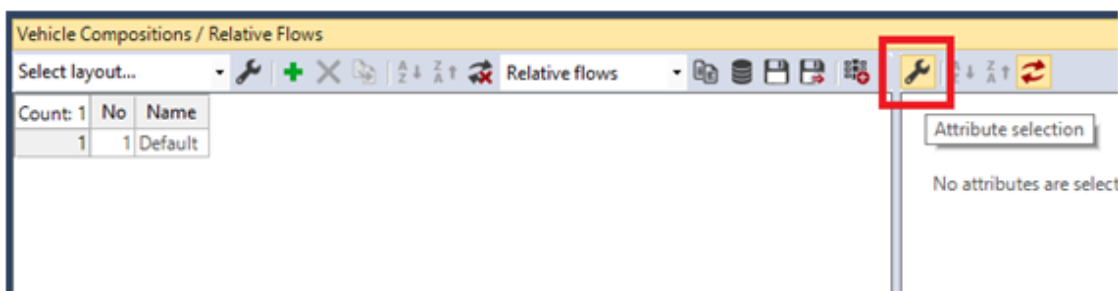 Vehicle Compositions / Relative Flows
Select layout... Relative flows
Count: 1 No Name
1 1 Default
Attribute selection
No attributes are select